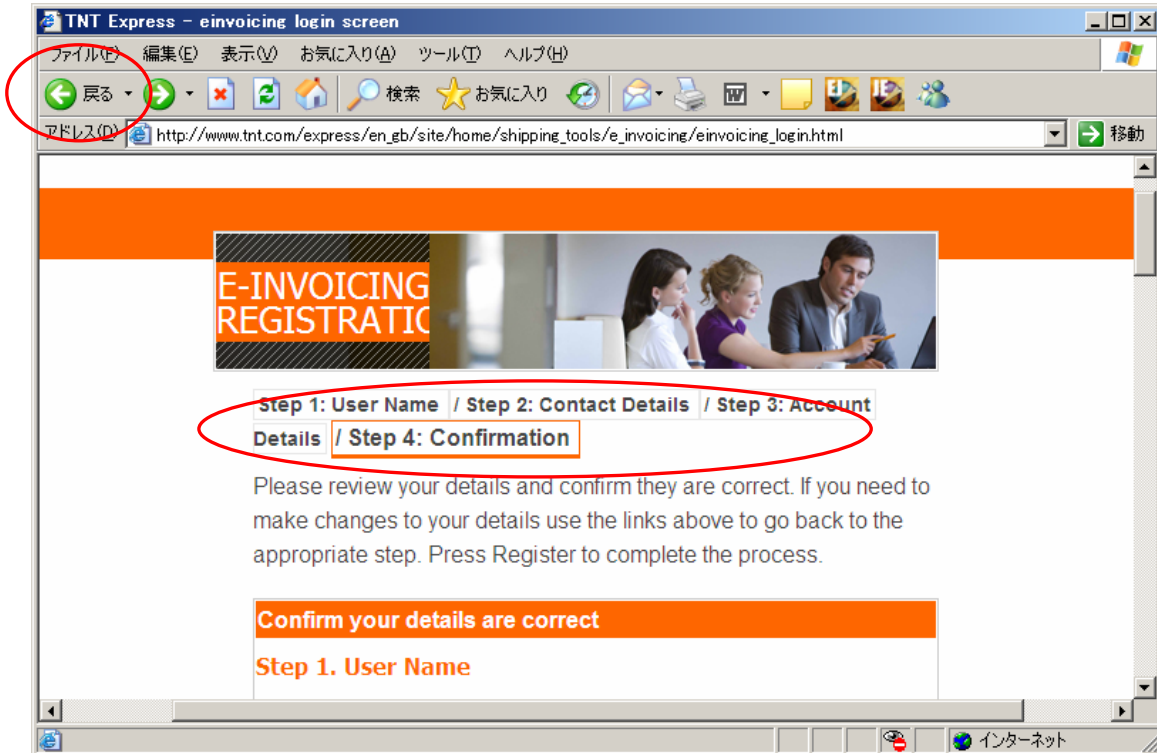 TNT Express - einvoicing login screen
ファイル(F) 編集(E) 表示(V) お気に入り(A) ツール(T) ヘルプ(H)
戻る 検索 お気に入り
アドレス(D) http://www.tnt.com/express/en_gb/site/home/shipping_tools/e_invoicing/einvoicing_login.html 移動
E-INVOICING
REGISTRATIO
Step 1: User Name / Step 2: Contact Details / Step 3: Account
Details / Step 4: Confirmation
Please review your details and confirm they are correct. If you need to
make changes to your details use the links above to go back to the
appropriate step. Press Register to complete the process.
Confirm your details are correct
Step 1. User Name
インターネット